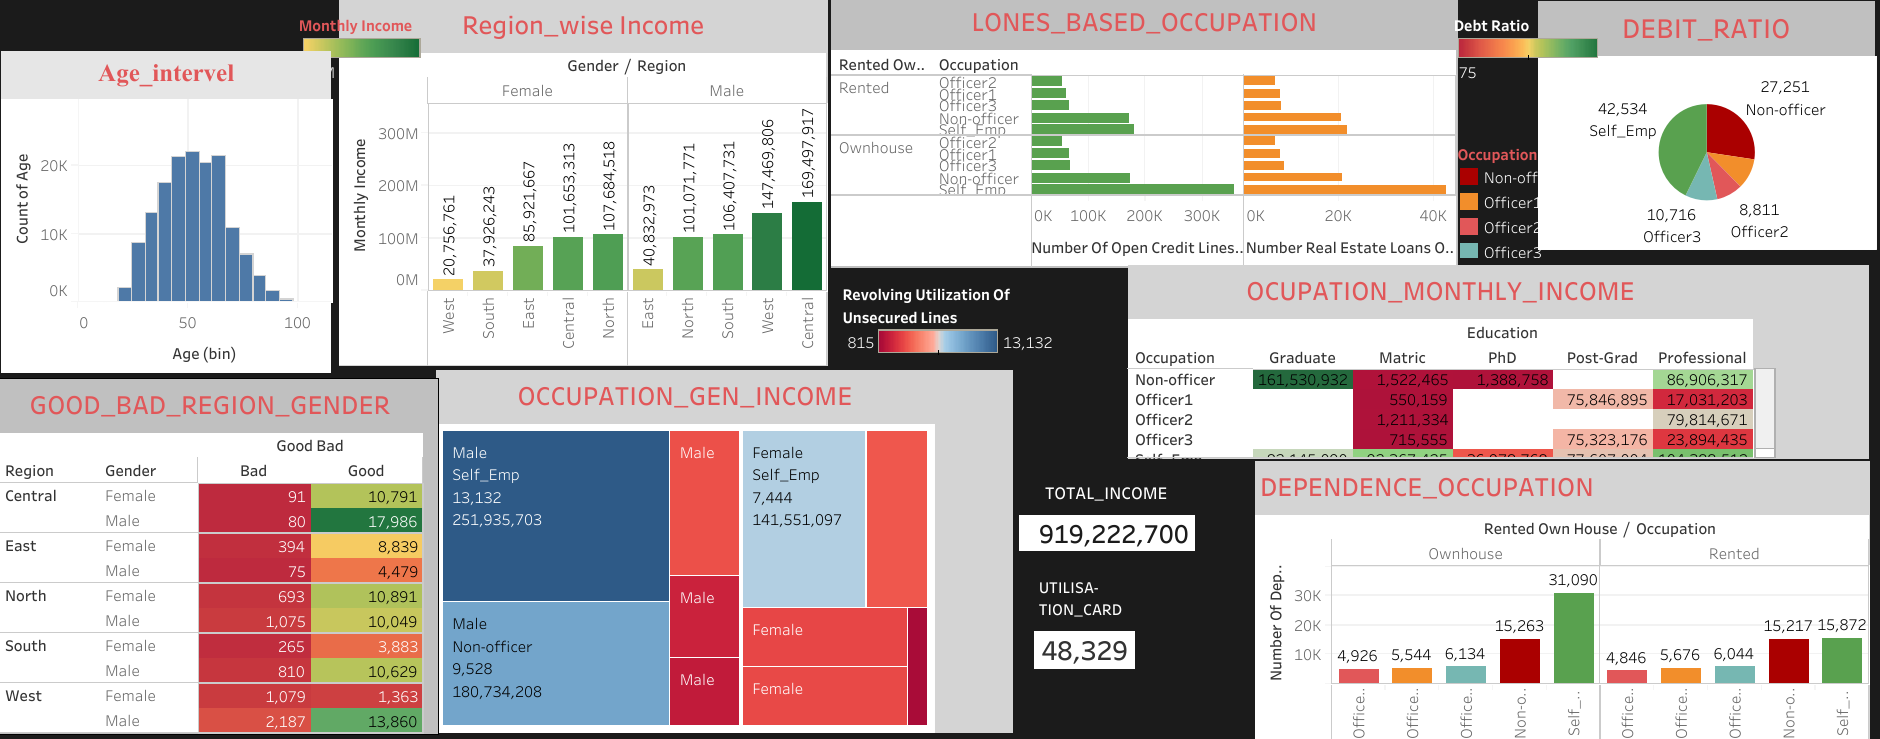 Monthly Income
Age_intervel
Count of Age
20K
10K
0K
0
50
100
Age (bin)
Region_wise Income
Gender / Region
Female
Male
Monthly Income
300M
200M
100M
0M
20,756,761
37,926,243
85,921,667
101,653,313
107,684,518
40,832,973
101,071,771
106,407,731
147,469,806
169,497,917
West
South
East
Central
North
East
North
South
West
Central
LONES_BASED_OCCUPATION
Rented Ow.. Occupation
Rented
Officer2
Officer1
Officer3
Non-officer
Self_Emp
Ownhouse
Officer2
Officer1
Officer3
Non-officer
Self_Emp
0K 100K 200K 300K
0K 20K 40K
Number Of Open Credit Lines..
Number Real Estate Loans O..
Debt Ratio
75
Occupation
Non-off
Officer1
Officer2
Officer3
DEBIT_RATIO
27,251
Non-officer
42,534
Self_Emp
8,811
Officer2
10,716
Officer3
Revolving Utilization Of
Unsecured Lines
815
13,132
OCUPATION_MONTHLY_INCOME
Education
Occupation Graduate Matric PhD Post-Grad Professional
Non-officer 161,530,932 1,522,465 1,388,758 86,906,317
Officer1 550,159 75,846,895 17,031,203
Officer2 1,211,334 79,814,671
Officer3 715,555 75,323,176 23,894,435
GOOD_BAD_REGION_GENDER
Good Bad
Region Gender Bad Good
Central Female 91 10,791
Male 80 17,986
East Female 394 8,839
Male 75 4,479
North Female 693 10,891
Male 1,075 10,049
South Female 265 3,883
Male 810 10,629
West Female 1,079 1,363
Male 2,187 13,860
OCCUPATION_GEN_INCOME
Male
Self_Emp
13,132
251,935,703
Male
Non-officer
9,528
180,734,208
Male
Male
Male
Female
Self_Emp
7,444
141,551,097
Female
Female
TOTAL_INCOME
919,222,700
UTILISA-
TION_CARD
48,329
DEPENDENCE_OCCUPATION
Rented Own House / Occupation
Ownhouse
Rented
Number Of Dep..
30K
20K
10K
4,926
5,544
6,134
15,263
31,090
4,846
5,676
6,044
15,217
15,872
Office..
Office..
Office..
Non-o..
Self_...
Office..
Office..
Office..
Non-o..
Self_...